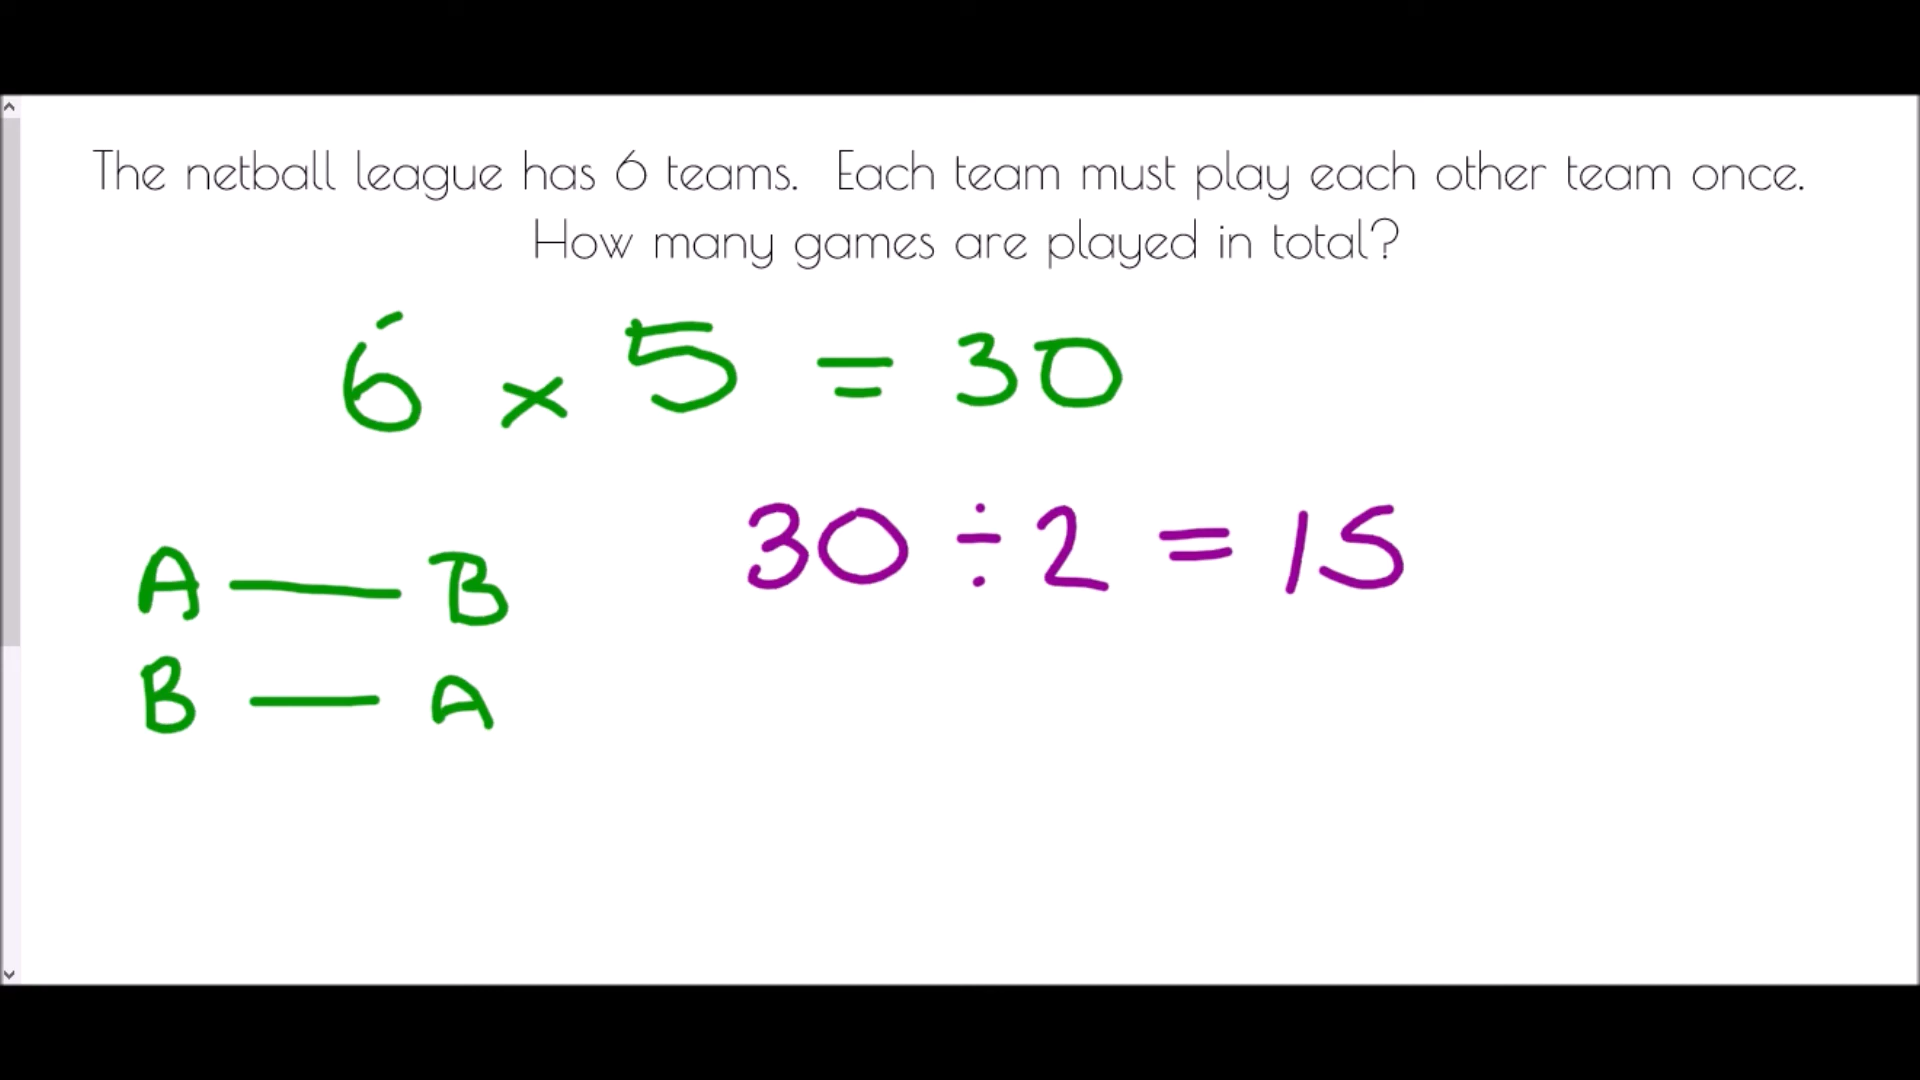 The netball league has 6 teams. Each team must play each other team once.
How many games are played in total?
6 × 5 = 30
30 ÷ 2 = 15
A — B
B — A